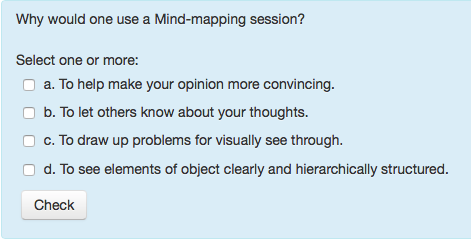 Why would one use a Mind-mapping session?
Select one or more:
a. To help make your opinion more convincing.
b. To let others know about your thoughts.
c. To draw up problems for visually see through.
d. To see elements of object clearly and hierarchically structured.
Check